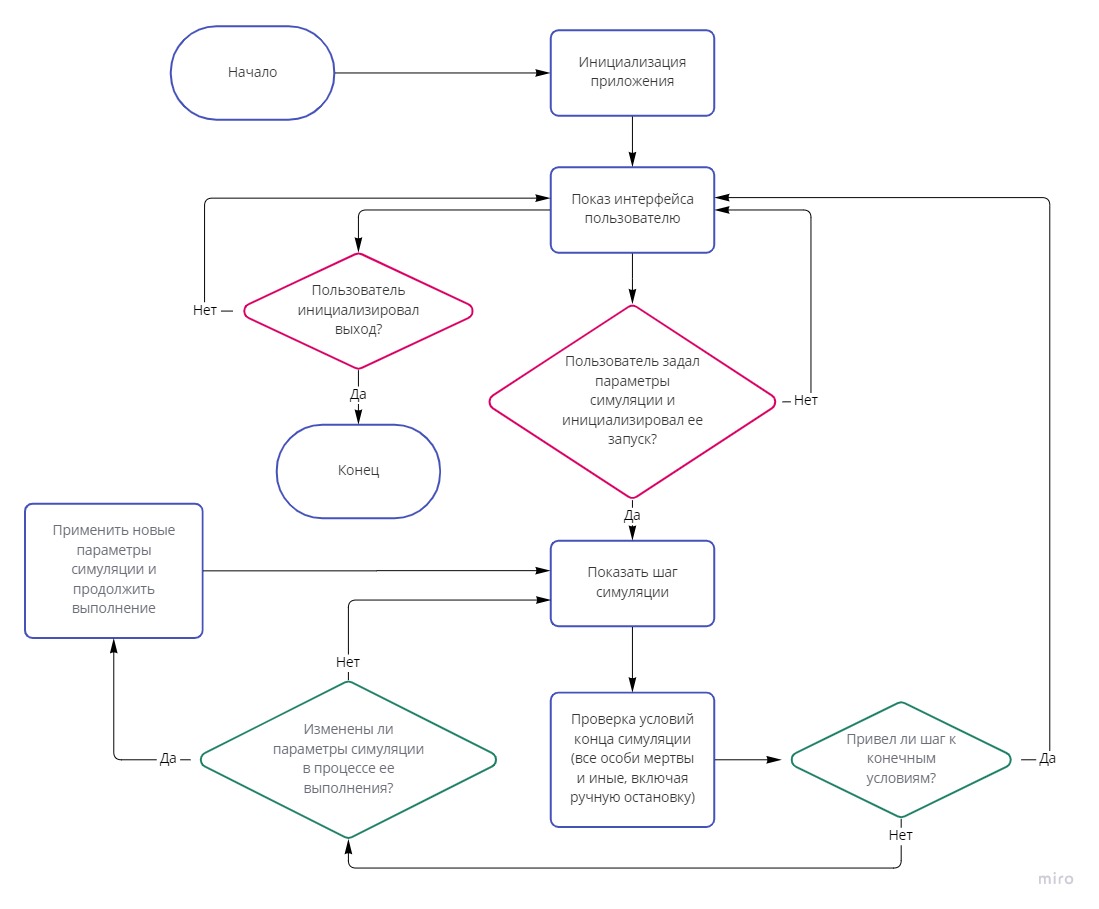 Начало
Инициализация
приложения
Показ интерфейса
пользователю
Пользователь
инициализировал
выход?
Нет
Да
Конец
Пользователь задал
параметры
симуляции и
инициализировал ее
запуск?
Нет
Да
Применить новые
параметры
симуляции и
продолжить
выполнение
Показать шаг
симуляции
Нет
Изменены ли
параметры симуляции
в процессе ее
выполнения?
Да
Проверка условий
конца симуляции
(все особи мертвы
и иные, включая
ручную остановку)
Привел ли шаг к
конечным
условиям?
Да
Нет
miro